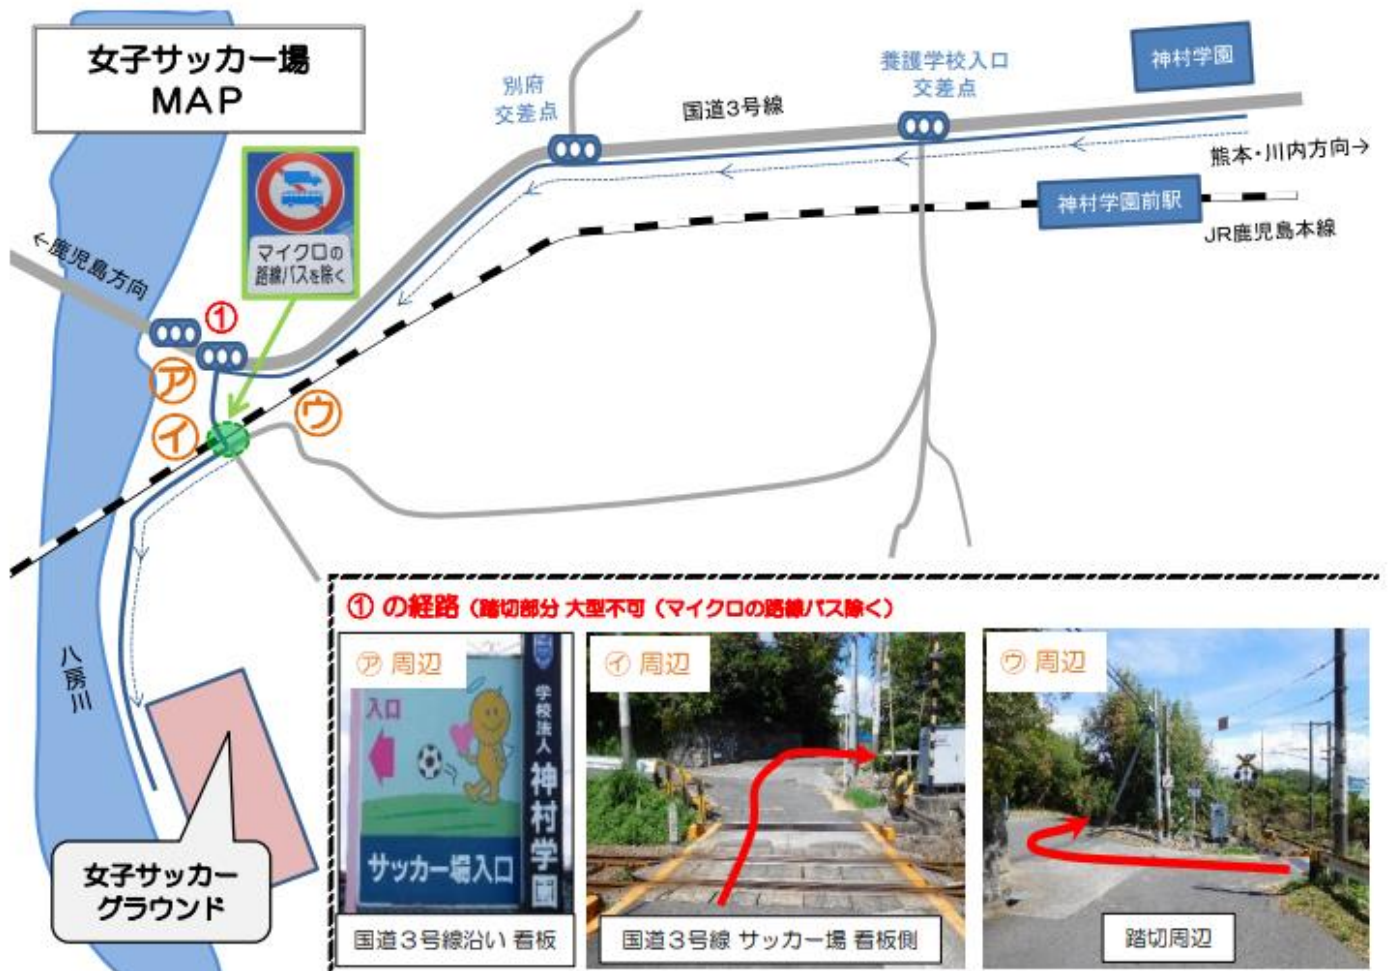 女子サッカー場
MAP
別府
交差点
国道3号線
養護学校入口
交差点
神村学園
熊本・川内方向→
神村学園前駅
JR鹿児島本線
マイクロの
路線バスを除く
←鹿児島方向
①
㋐
㋑
㋒
八房川
女子サッカー
グラウンド
① の経路（踏切部分 大型不可（マイクロの路線バス除く）
㋐ 周辺
入口
サッカー場入口
学校法人 神村学園
国道3号線沿い 看板
㋑ 周辺
国道3号線 サッカー場 看板側
㋒ 周辺
踏切周辺